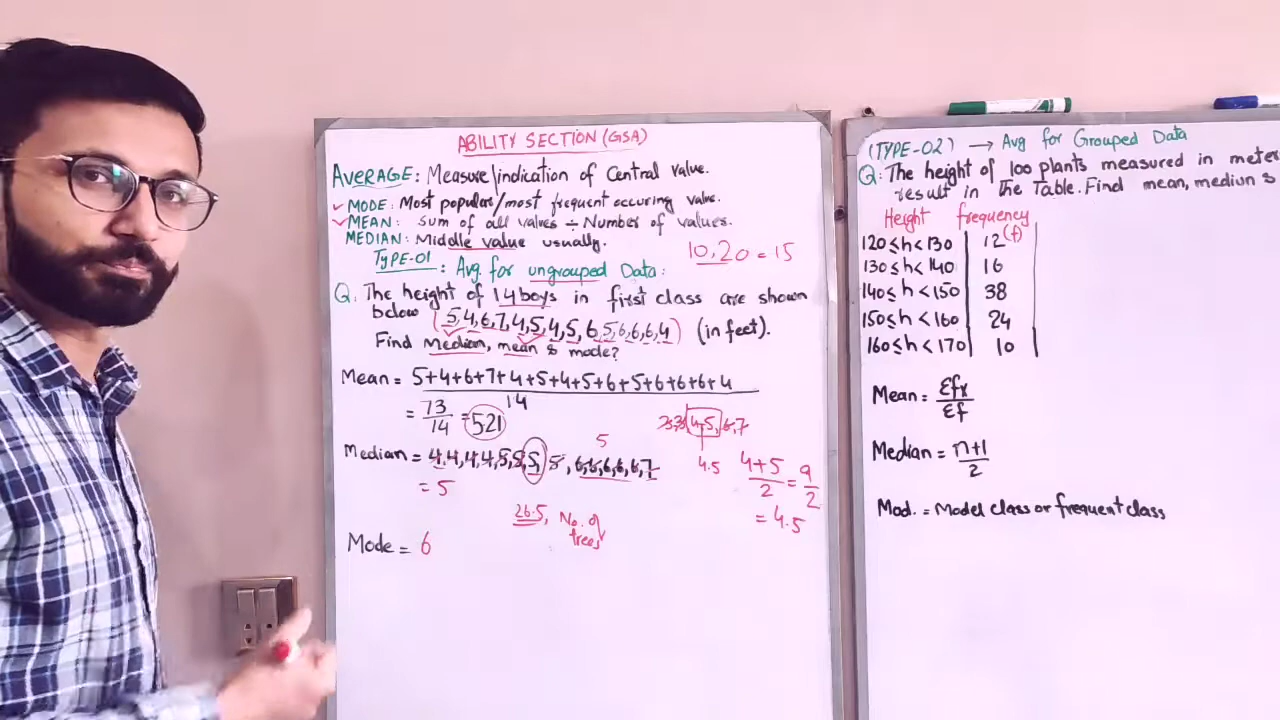 ABILITY SECTION (GSA)
AVERAGE: Measure/indication of Central value.
MODE: Most popular/most frequent occuring value.
MEAN: Sum of all values ÷ Number of values.
MEDIAN: Middle value usually.
10,20 = 15
TYPE-01: Avg. for ungrouped Data:
Q. The height of 14 boys in first class are shown
below (5,4,6,7,4,5,4,5,6,5,6,6,6,4) (in feet).
Find Median, mean & mode?
Mean = 5+4+6+7+4+5+4+5+6+5+6+6+6+4
14
= 73/14 = 5.21
4,5, 6,7
5
Median = 4,4,4,4,5,5,5, 5, 6,6,6,6,6,7
= 5
4.5
4+5/2 = 9/2
= 4.5
26.5, No. of
trees
Mode = 6
(TYPE-02) → Avg for Grouped Data
Q: The height of 100 plants measured in meter
result in the Table. Find mean, median &
Height frequency
(f)
120≤h<130 12
130≤h<140 16
140≤h<150 38
150≤h<160 24
160≤h<170 10
Mean = Σfx/Σf
Median = n+1/2
Mod. = Model class or frequent class